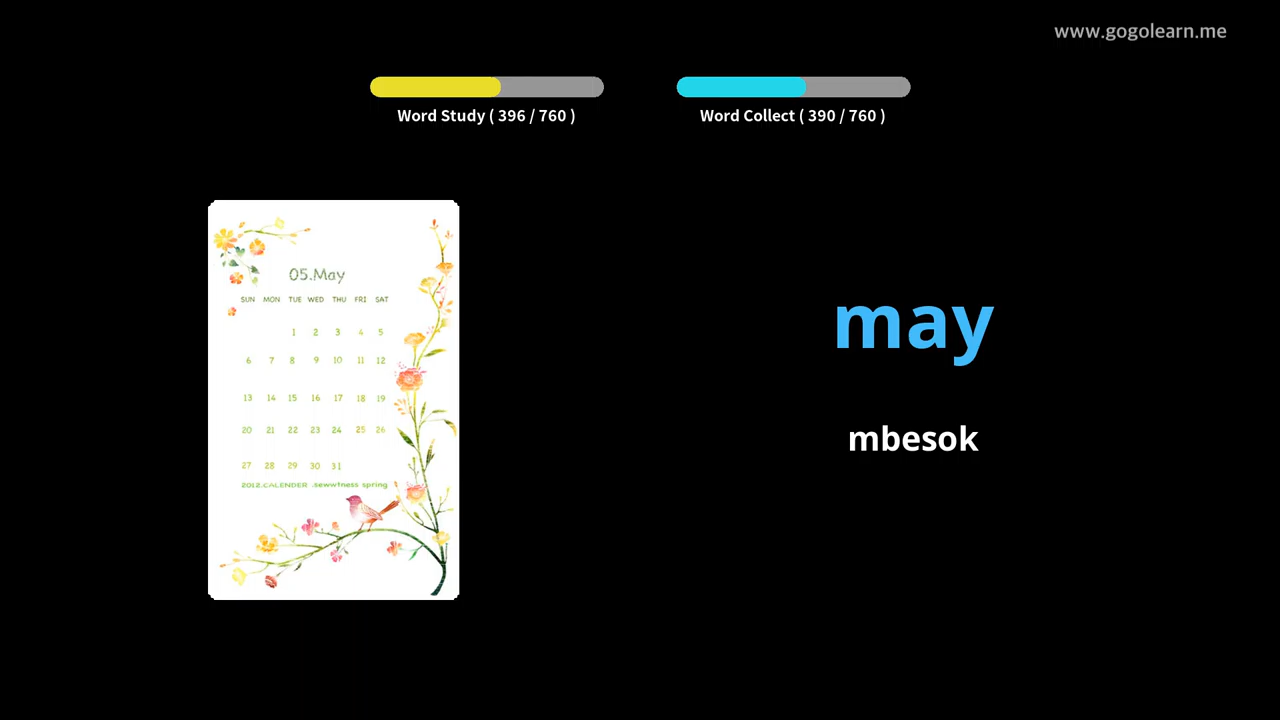 www.gogolearn.me
Word Study ( 396 / 760 )
Word Collect ( 390 / 760 )
05.May
SUN MON TUE WED THU FRI SAT
1 2 3 4 5
6 7 8 9 10 11 12
13 14 15 16 17 18 19
20 21 22 23 24 25 26
27 28 29 30 31
2012.CALENDER .sewwtness spring
may
mbesok